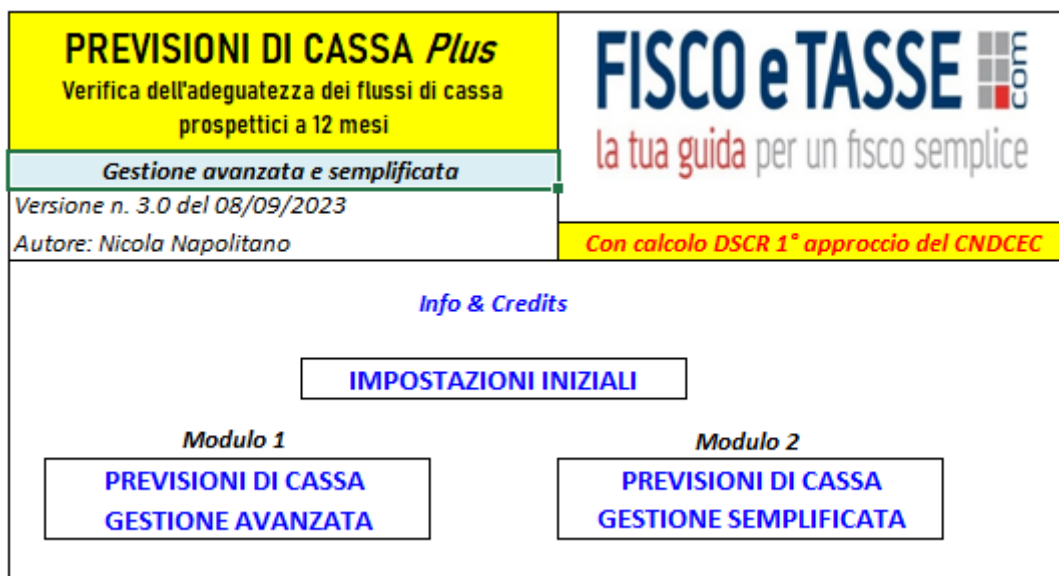 PREVISIONI DI CASSA Plus
Verifica dell'adeguatezza dei flussi di cassa
prospettici a 12 mesi
FISCO e TASSE .com
la tua guida per un fisco semplice
Gestione avanzata e semplificata
Versione n. 3.0 del 08/09/2023
Autore: Nicola Napolitano
Con calcolo DSCR 1° approccio del CNDCEC
Info & Credits
IMPOSTAZIONI INIZIALI
Modulo 1
PREVISIONI DI CASSA
GESTIONE AVANZATA
Modulo 2
PREVISIONI DI CASSA
GESTIONE SEMPLIFICATA